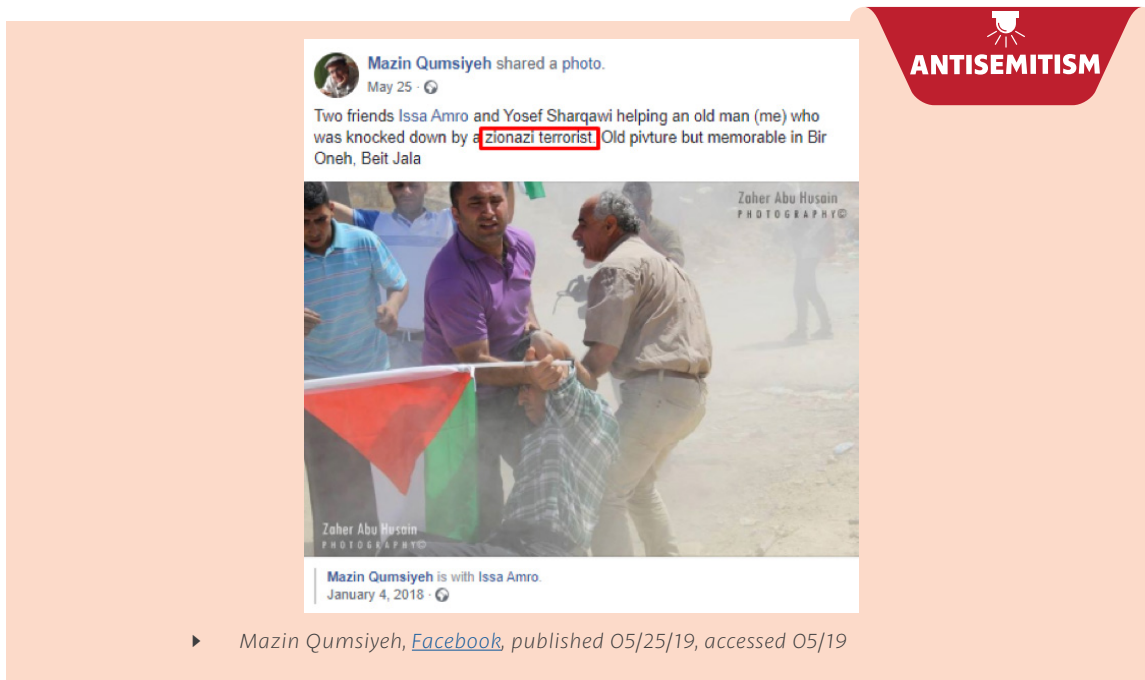 ANTISEMITISM
Mazin Qumsiyeh shared a photo.
May 25 ·
Two friends Issa Amro and Yosef Sharqawi helping an old man (me) who
was knocked down by a zionazi terrorist. Old pivture but memorable in Bir
Oneh, Beit Jala
Zaher Abu Husain
PHOTOGRAPHY©
Zaher Abu Husain
PHOTOGRAPHY©
Mazin Qumsiyeh is with Issa Amro.
January 4, 2018 ·
Mazin Qumsiyeh, Facebook, published 05/25/19, accessed 05/19